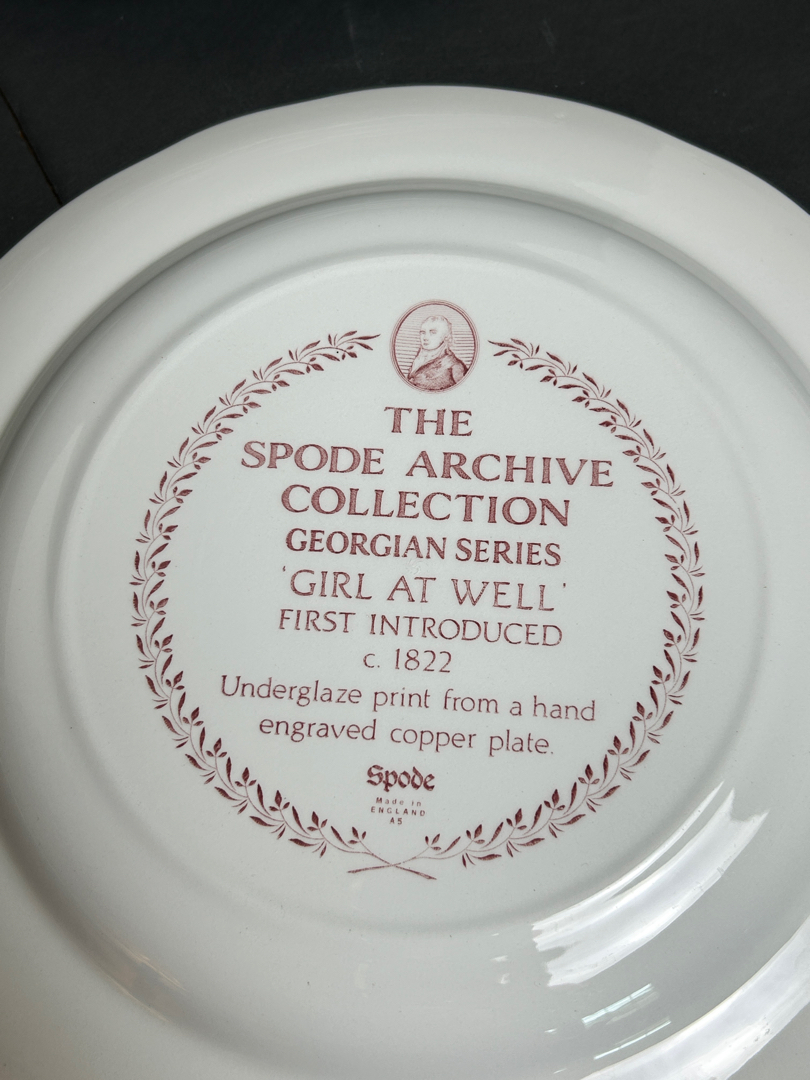 THE
SPODE ARCHIVE
COLLECTION
GEORGIAN SERIES
'GIRL AT WELL'
FIRST INTRODUCED
c. 1822
Underglaze print from a hand
engraved copper plate.
Spode
Made in
ENGLAND
A5